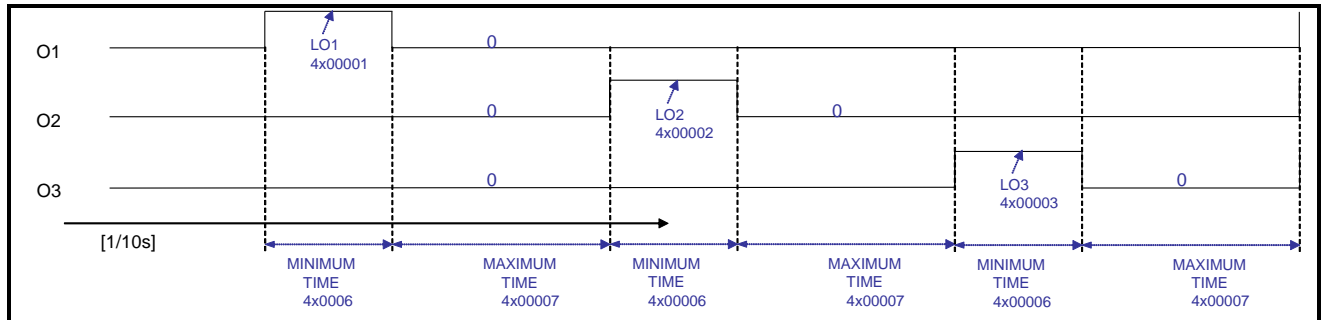 O1
LO1
4x00001
0
O2
0
LO2
4x00002
0
O3
0
LO3
4x00003
0
[1/10s]
MINIMUM
TIME
4x0006
MAXIMUM
TIME
4x00007
MINIMUM
TIME
4x00006
MAXIMUM
TIME
4x00007
MINIMUM
TIME
4x00006
MAXIMUM
TIME
4x00007